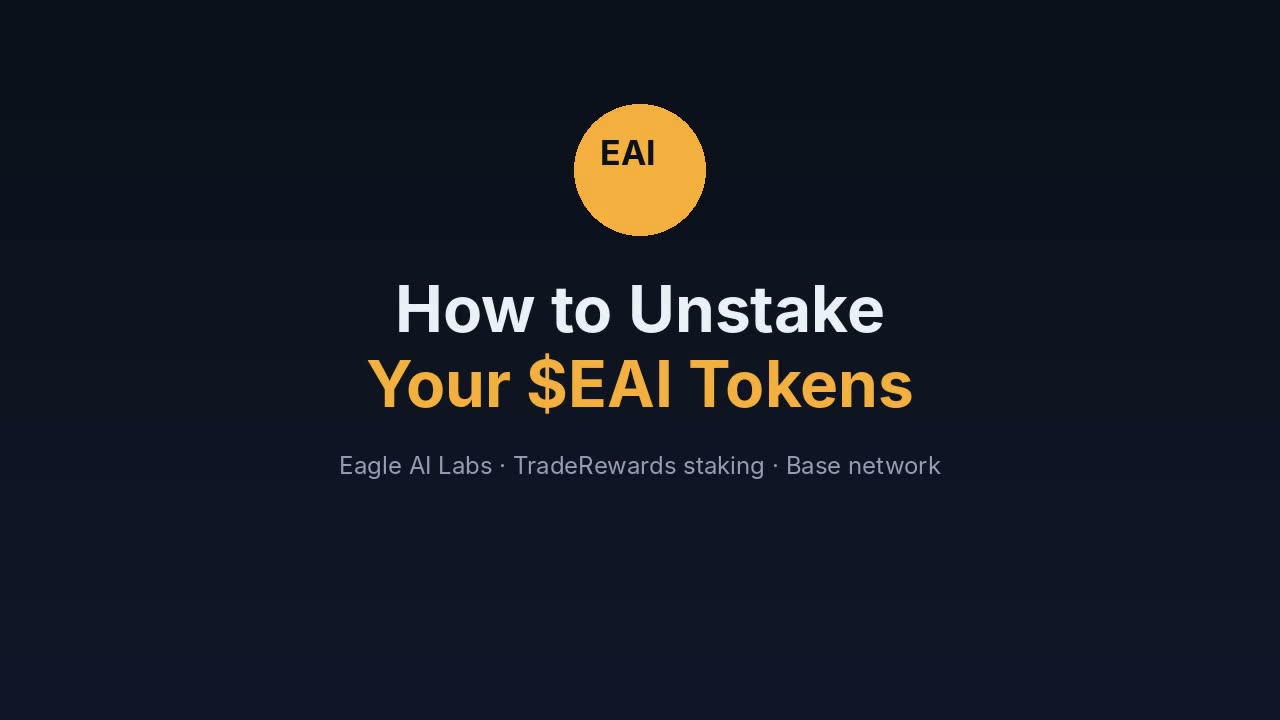 EAI
How to Unstake
Your $EAI Tokens
Eagle AI Labs · TradeRewards staking · Base network